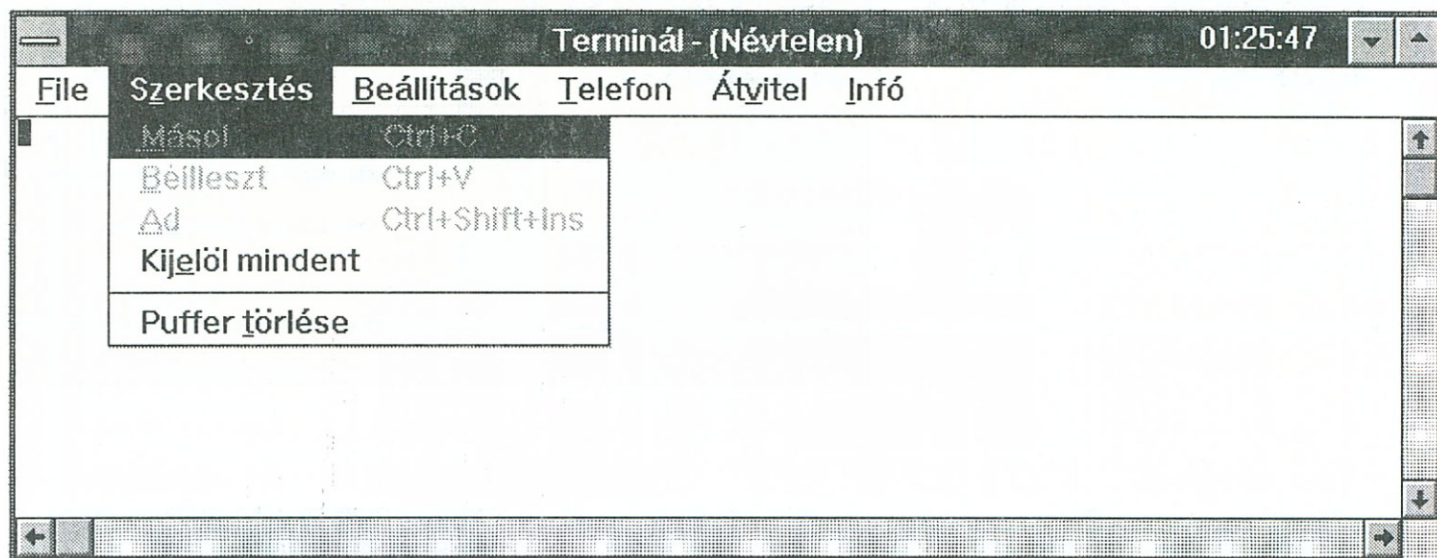 Terminál - (Névtelen) 01:25:47
File Szerkesztés Beállítások Telefon Átvitel Infó
Másol Ctrl+C
Beilleszt Ctrl+V
Ad Ctrl+Shift+Ins
Kijelöl mindent
Puffer törlése